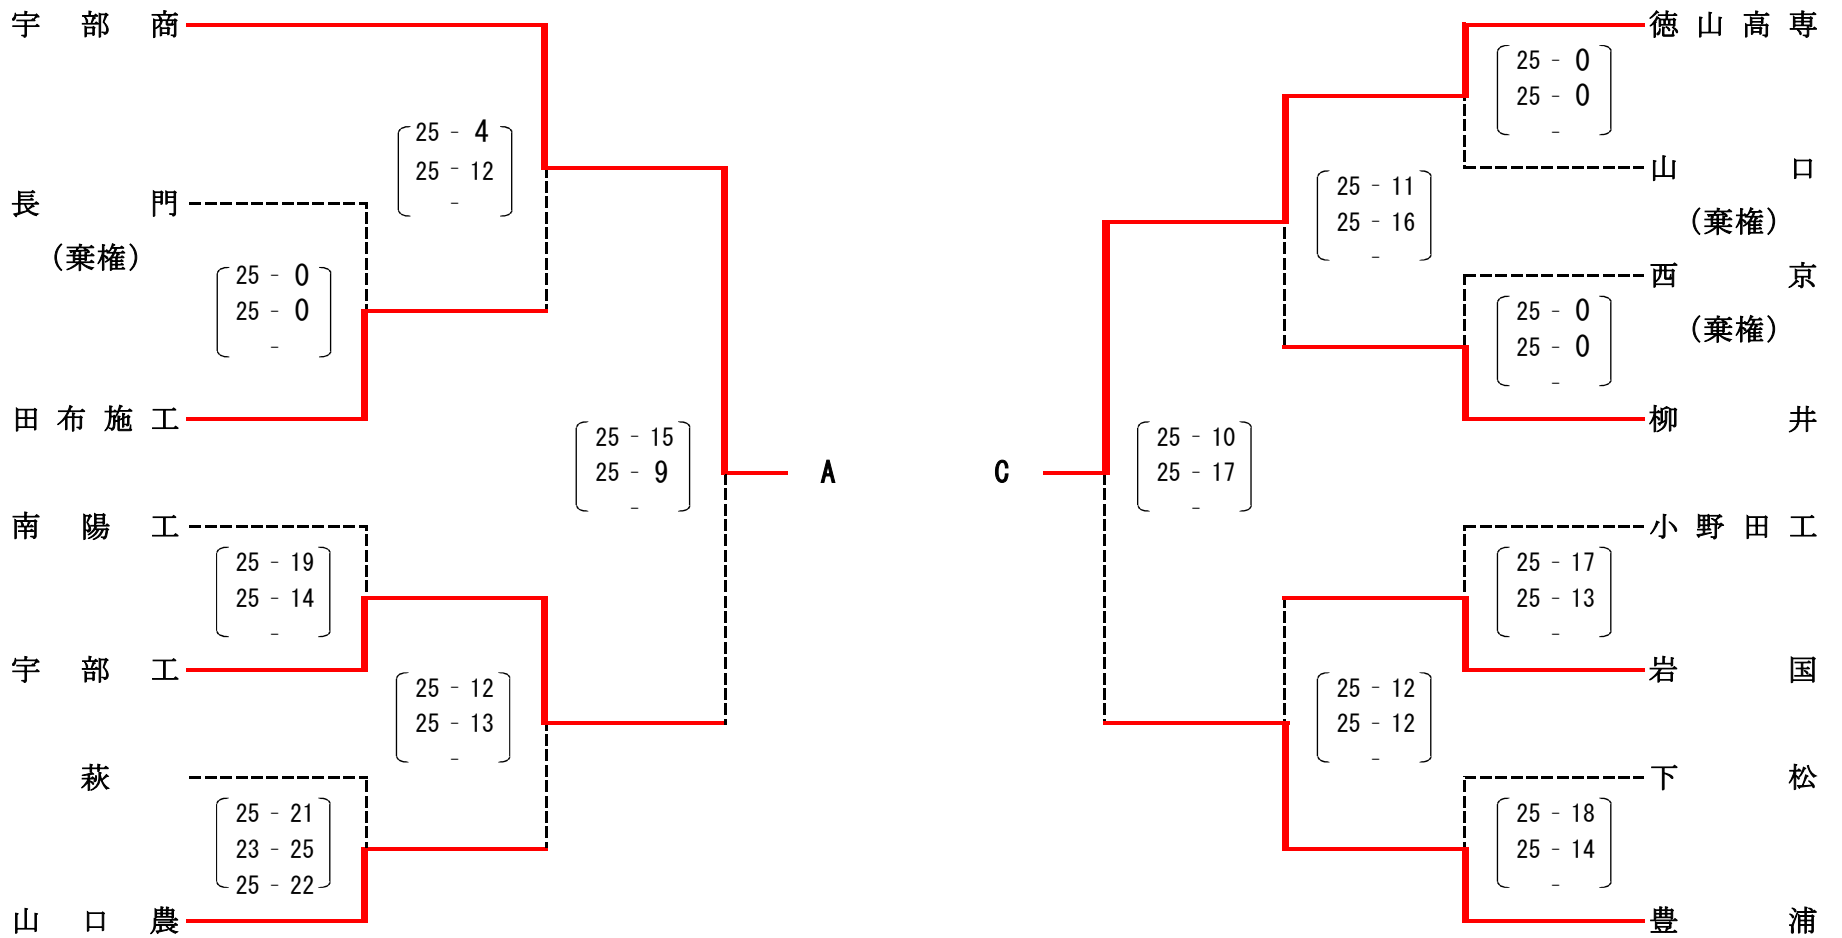 宇部商
25 - 4
25 - 12
-
長門
(棄権)
25 - 0
25 - 0
-
田布施工
25 - 15
25 - 9
-
A
南陽工
25 - 19
25 - 14
-
宇部工
25 - 12
25 - 13
-
萩
25 - 21
23 - 25
25 - 22
山口農
徳山高専
25 - 0
25 - 0
-
山口
(棄権)
25 - 11
25 - 16
-
西京
(棄権)
25 - 0
25 - 0
-
柳井
C
25 - 10
25 - 17
-
小野田工
25 - 17
25 - 13
-
岩国
25 - 12
25 - 12
-
下松
25 - 18
25 - 14
-
豊浦